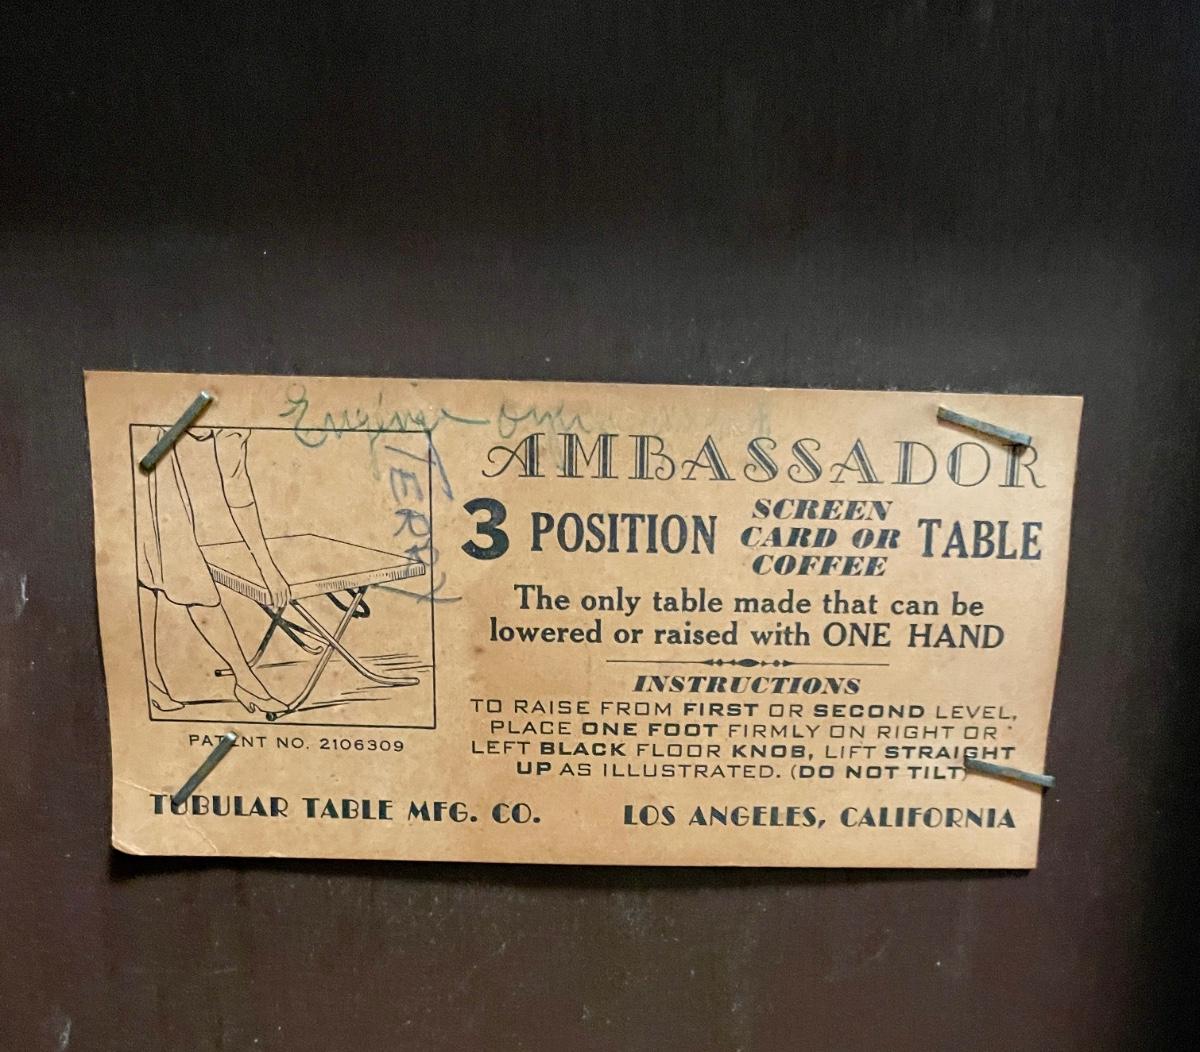 TERRY
AMBASSADOR
3 POSITION SCREEN CARD OR COFFEE TABLE
The only table made that can be
lowered or raised with ONE HAND
INSTRUCTIONS
TO RAISE FROM FIRST OR SECOND LEVEL,
PLACE ONE FOOT FIRMLY ON RIGHT OR
LEFT BLACK FLOOR KNOB, LIFT STRAIGHT
UP AS ILLUSTRATED. (DO NOT TILT)
PATENT NO. 2106309
TUBULAR TABLE MFG. CO. LOS ANGELES, CALIFORNIA